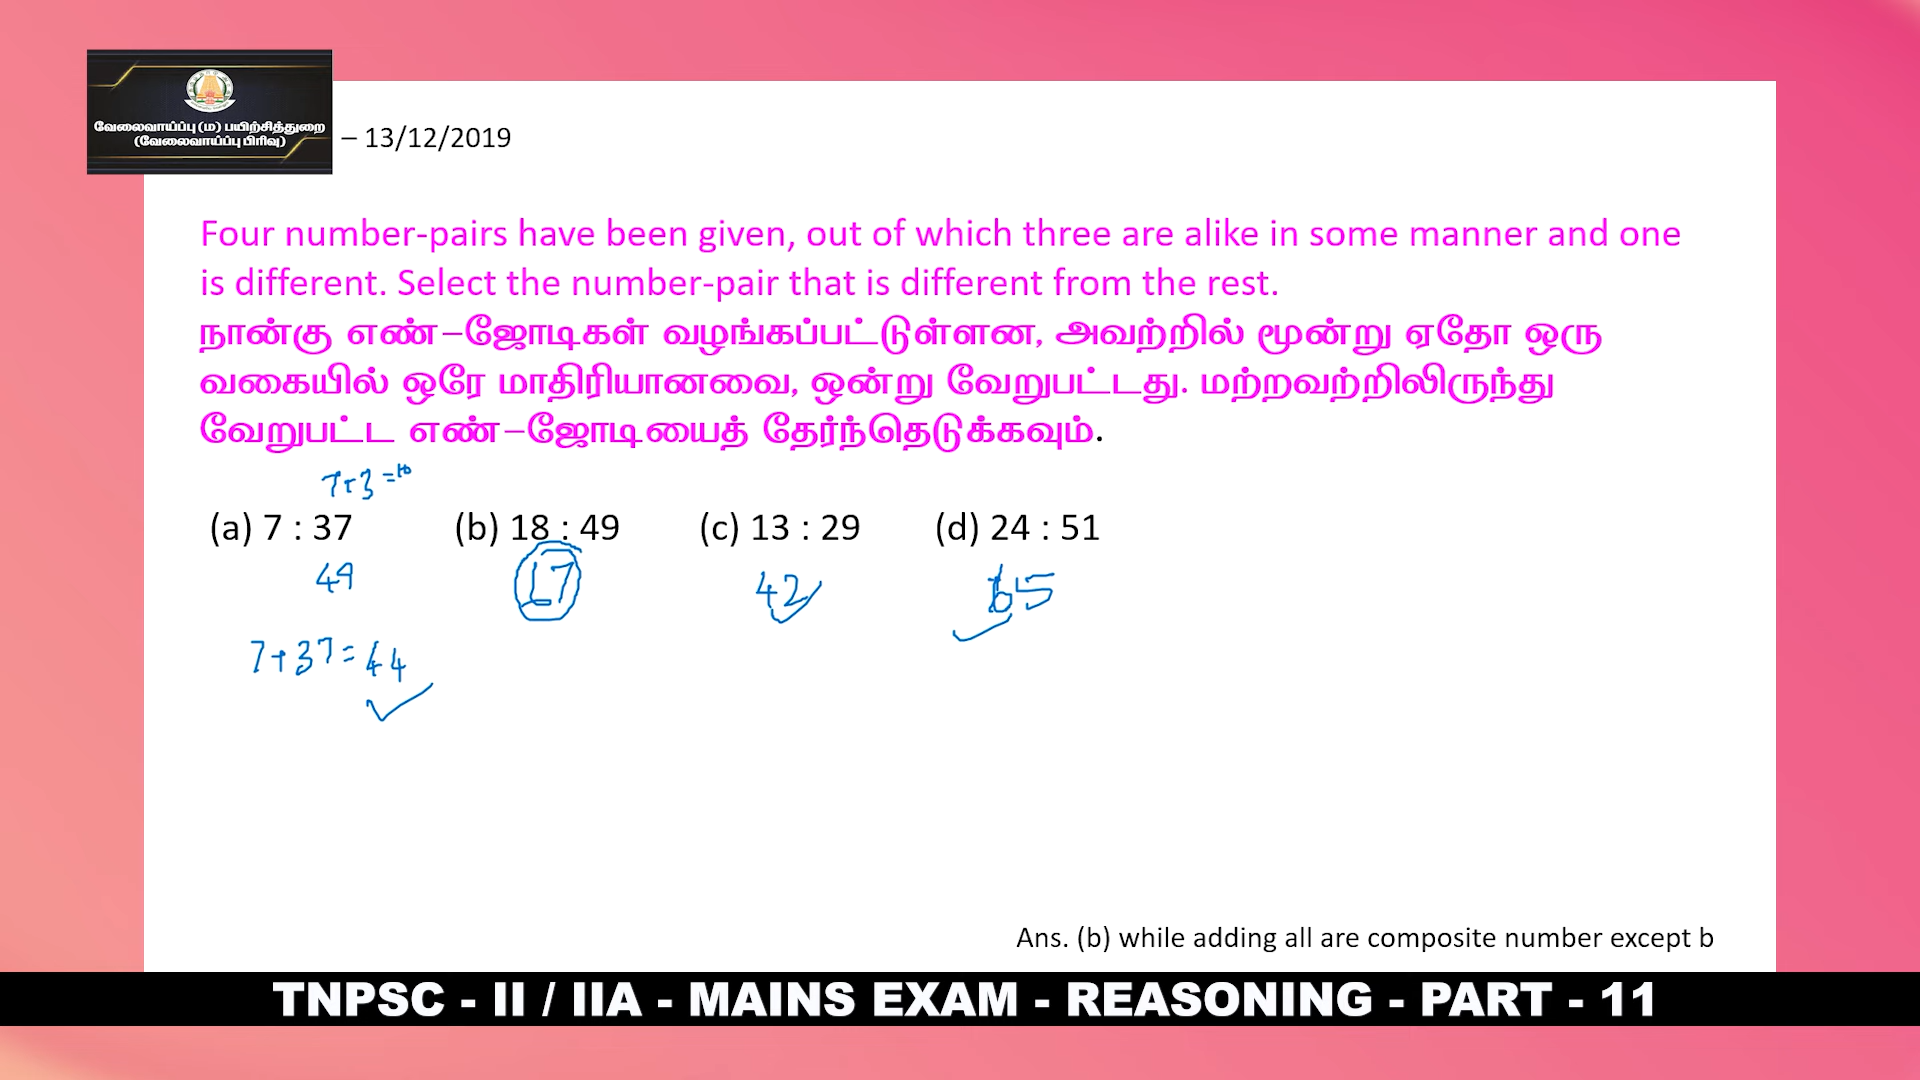 வேலைவாய்ப்பு (ம) பயிற்சித்துறை
(வேலைவாய்ப்பு பிரிவு)
– 13/12/2019
Four number-pairs have been given, out of which three are alike in some manner and one
is different. Select the number-pair that is different from the rest.
நான்கு எண்–ஜோடிகள் வழங்கப்பட்டுள்ளன, அவற்றில் மூன்று ஏதோ ஒரு
வகையில் ஒரே மாதிரியானவை, ஒன்று வேறுபட்டது. மற்றவற்றிலிருந்து
வேறுபட்ட எண்–ஜோடியைத் தேர்ந்தெடுக்கவும்.
7+3=10
(a) 7 : 37 (b) 18 : 49 (c) 13 : 29 (d) 24 : 51
49 42
7+37=44
Ans. (b) while adding all are composite number except b
TNPSC - II / IIA - MAINS EXAM - REASONING - PART - 11